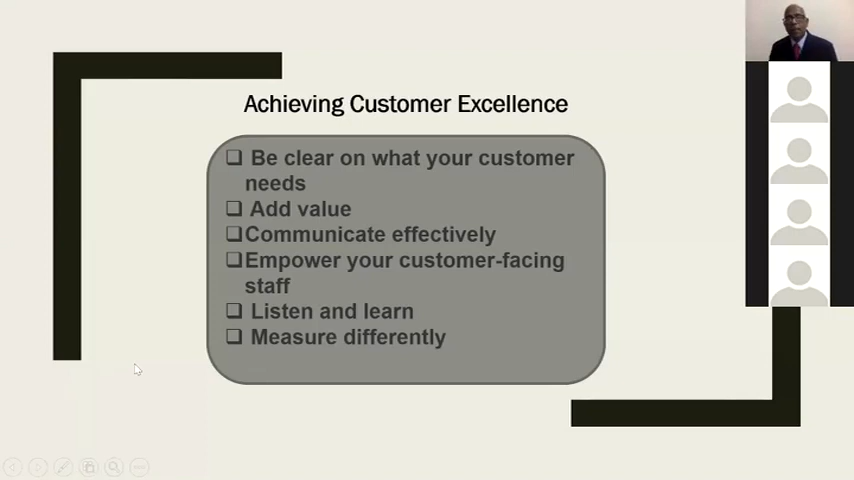 Achieving Customer Excellence
❑ Be clear on what your customer
needs
❑ Add value
❑Communicate effectively
❑Empower your customer-facing
staff
❑ Listen and learn
❑ Measure differently